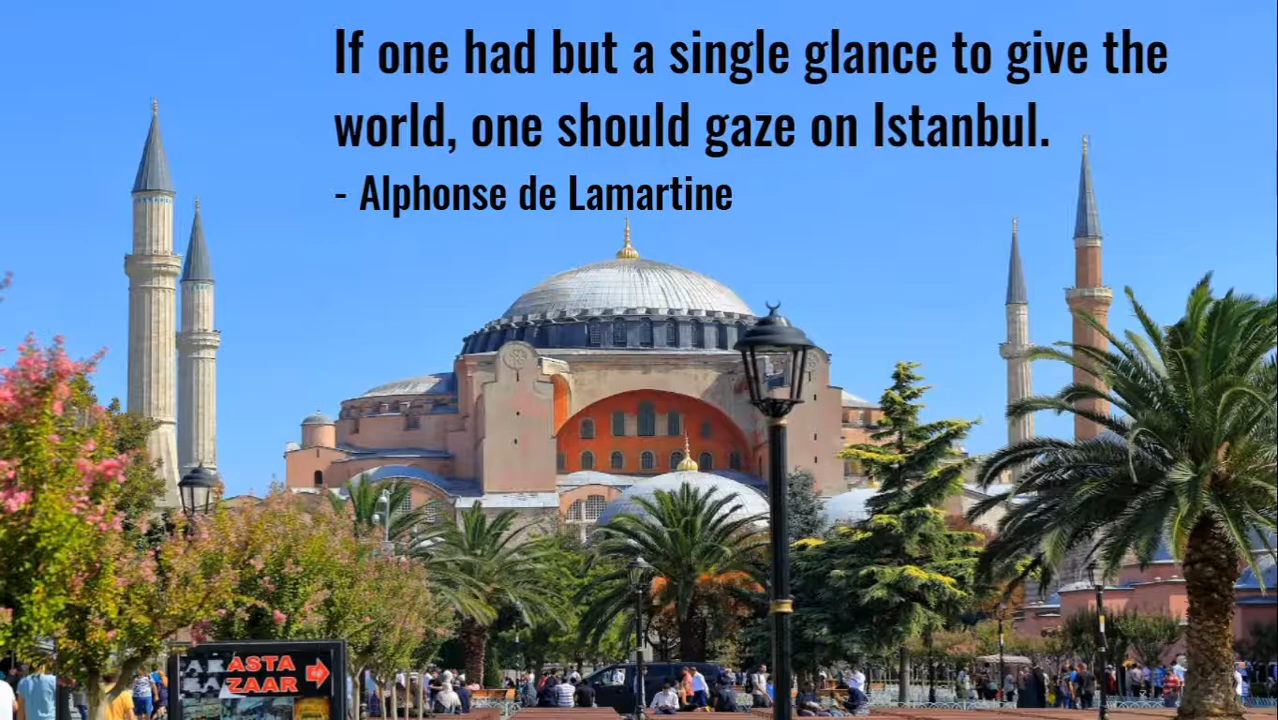 If one had but a single glance to give the
world, one should gaze on Istanbul.
- Alphonse de Lamartine
ASTA
ZAAR